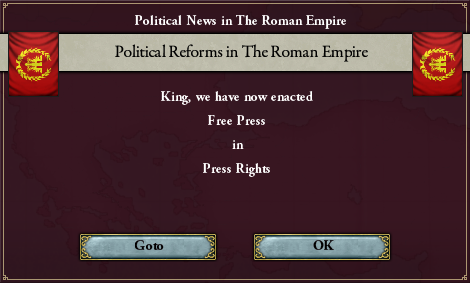 Political News in The Roman Empire
Political Reforms in The Roman Empire
King, we have now enacted
Free Press
in
Press Rights
Goto
OK